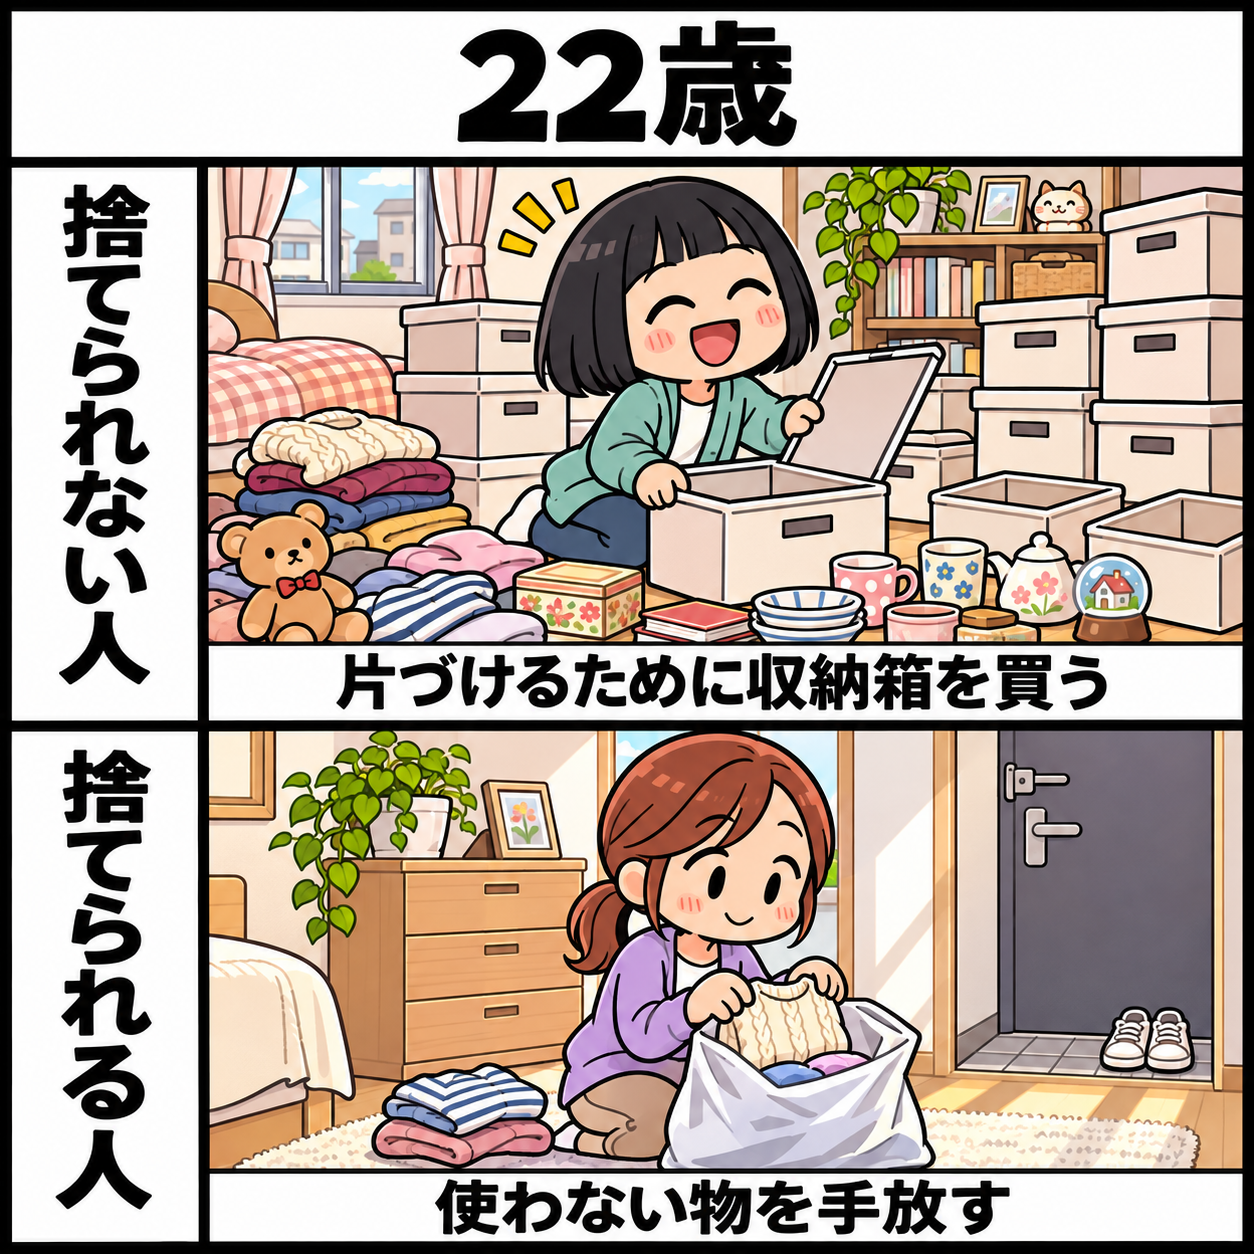 22歳
捨てられない人
片づけるために収納箱を買う
捨てられる人
使わない物を手放す